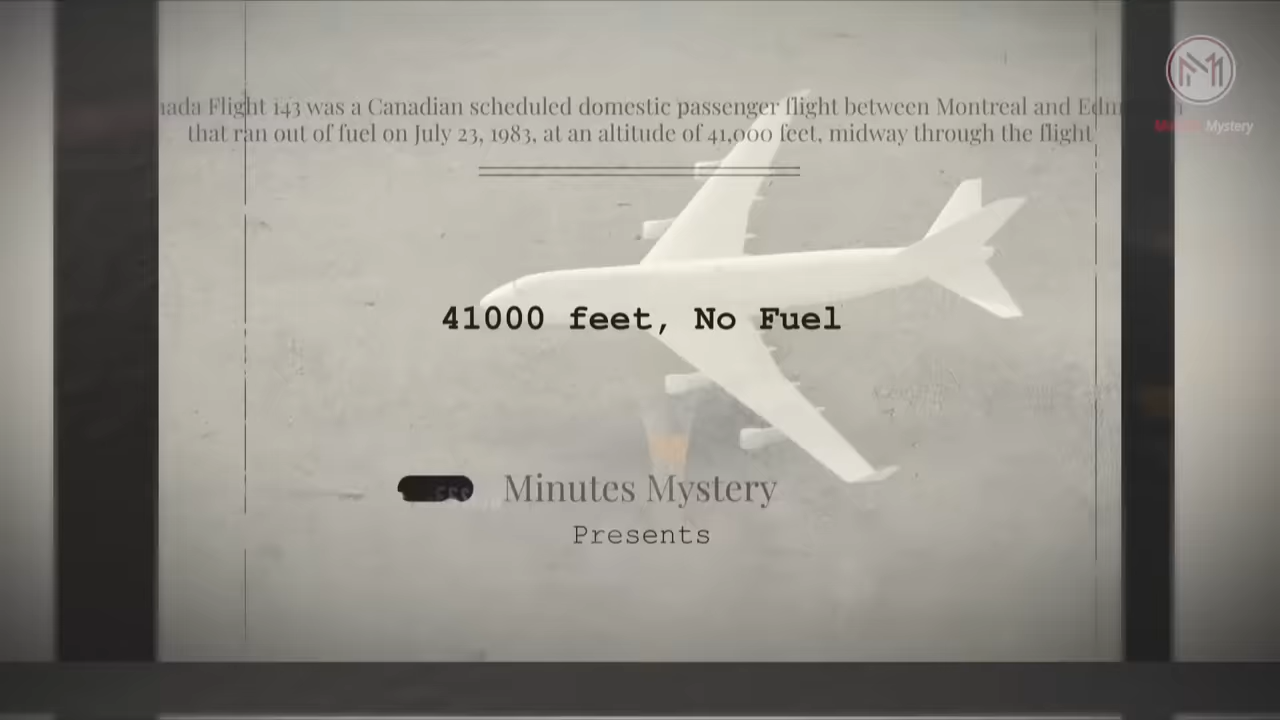 nada Flight 143 was a Canadian scheduled domestic passenger flight between Montreal and Edm
that ran out of fuel on July 23, 1983, at an altitude of 41,000 feet, midway through the flight
41000 feet, No Fuel
Minutes Mystery
Presents
Mystery